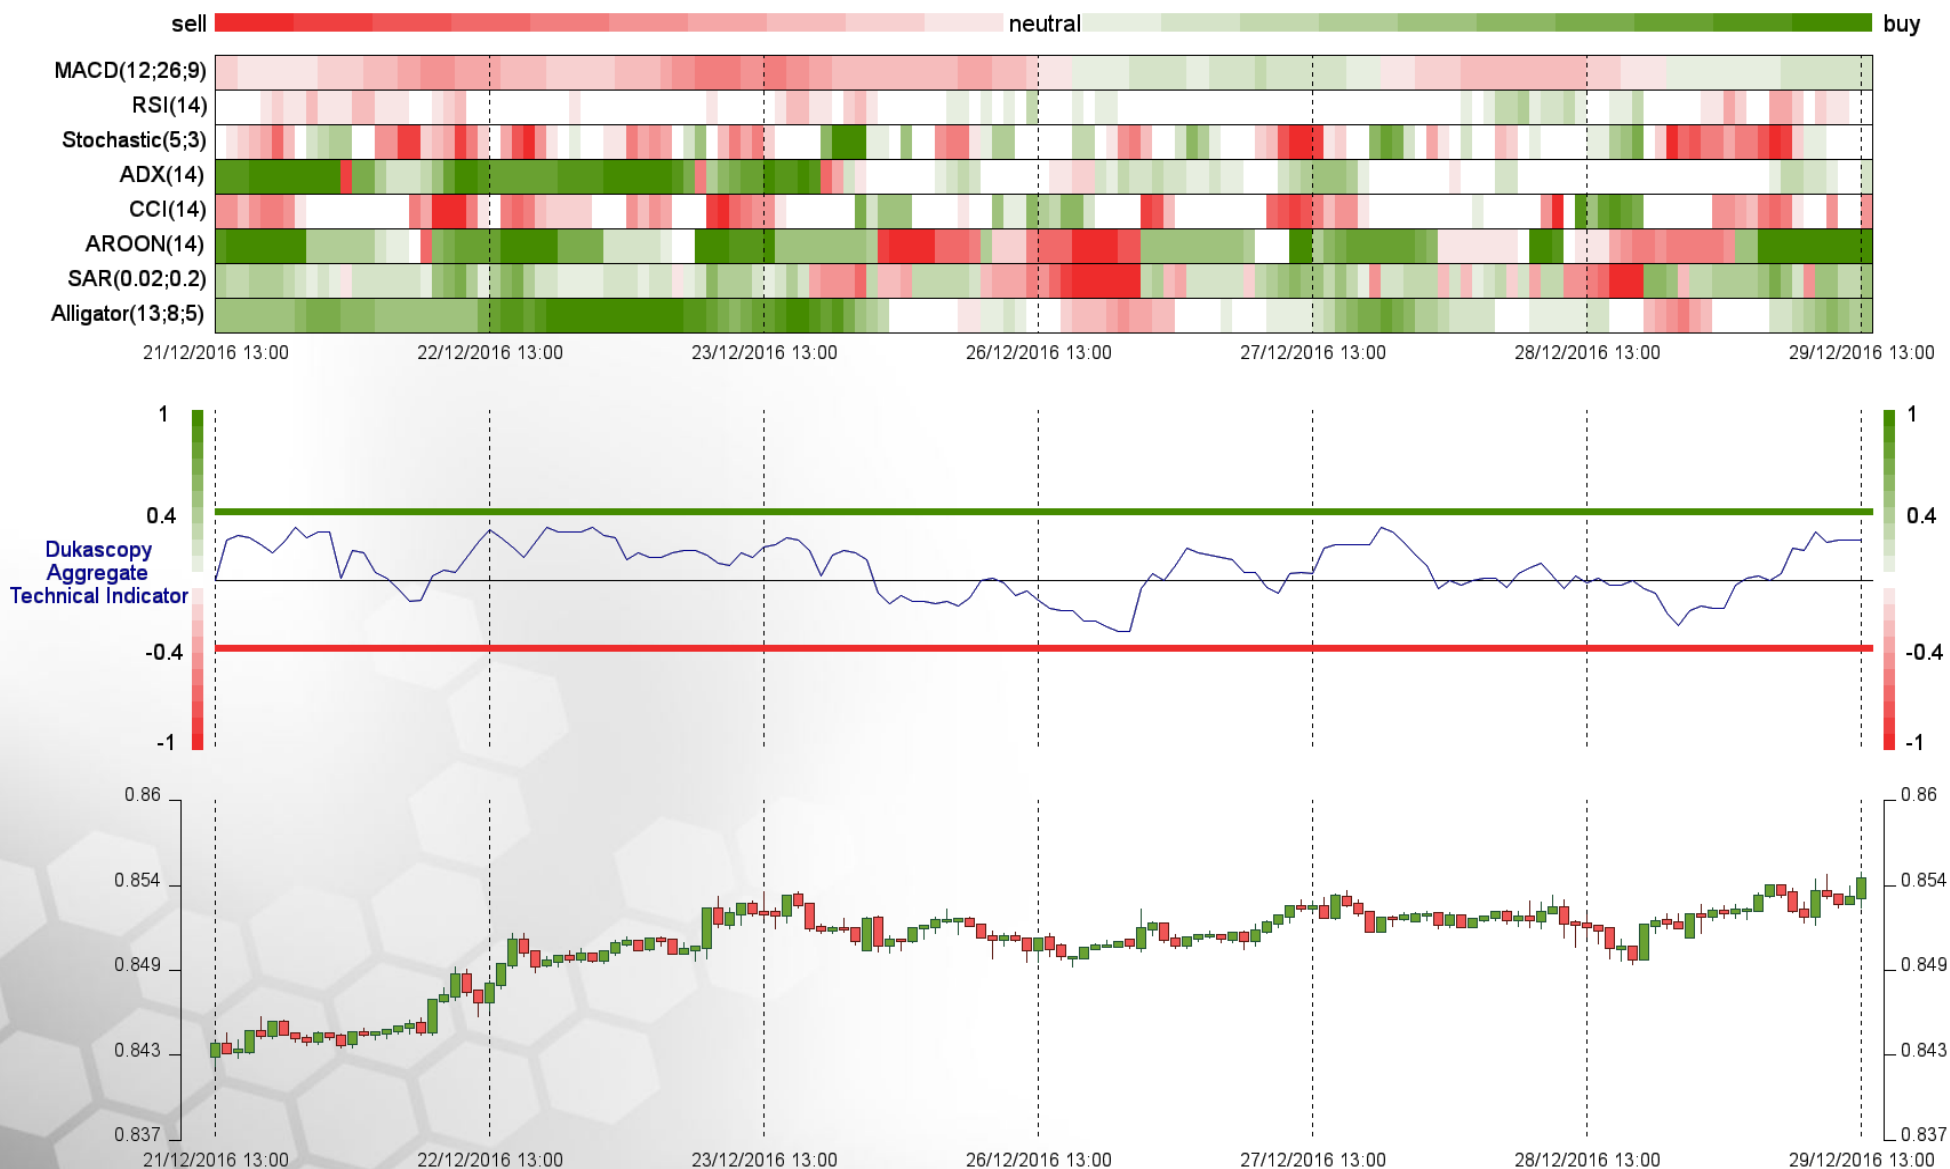 sell neutral buy
MACD(12;26;9)
RSI(14)
Stochastic(5;3)
ADX(14)
CCI(14)
AROON(14)
SAR(0.02;0.2)
Alligator(13;8;5)
21/12/2016 13:00 22/12/2016 13:00 23/12/2016 13:00 26/12/2016 13:00 27/12/2016 13:00 28/12/2016 13:00 29/12/2016 13:00
1 1
0.4 0.4
Dukascopy
Aggregate
Technical Indicator
-0.4 -0.4
-1 -1
0.86 0.86
0.854 0.854
0.849 0.849
0.843 0.843
0.837 0.837
21/12/2016 13:00 22/12/2016 13:00 23/12/2016 13:00 26/12/2016 13:00 27/12/2016 13:00 28/12/2016 13:00 29/12/2016 13:00